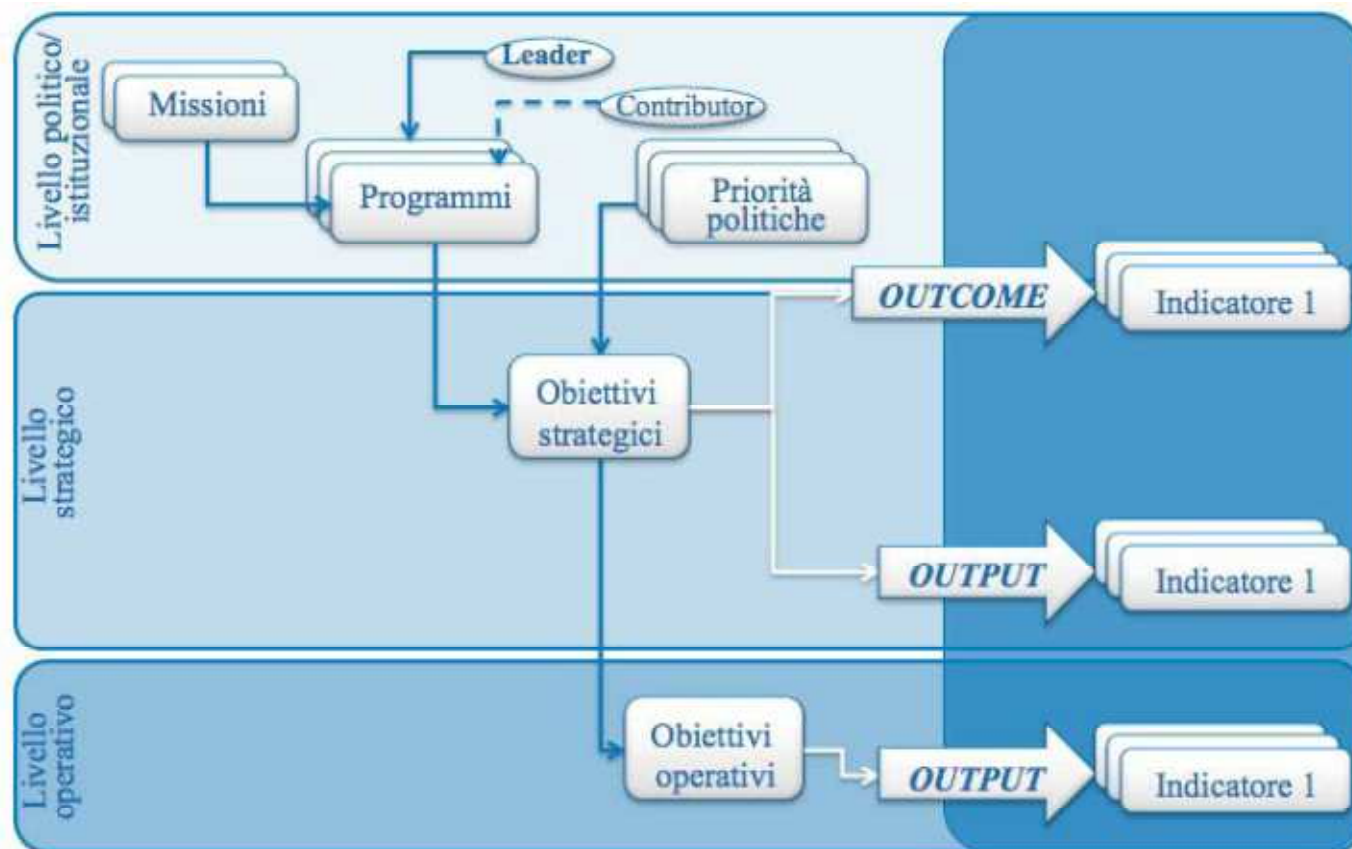 Livello politico/
istituzionale
Missioni
Leader
Contributor
Programmi
Priorità
politiche
OUTCOME
Indicatore 1
Livello
strategico
Obiettivi
strategici
OUTPUT
Indicatore 1
Livello
operativo
Obiettivi
operativi
OUTPUT
Indicatore 1